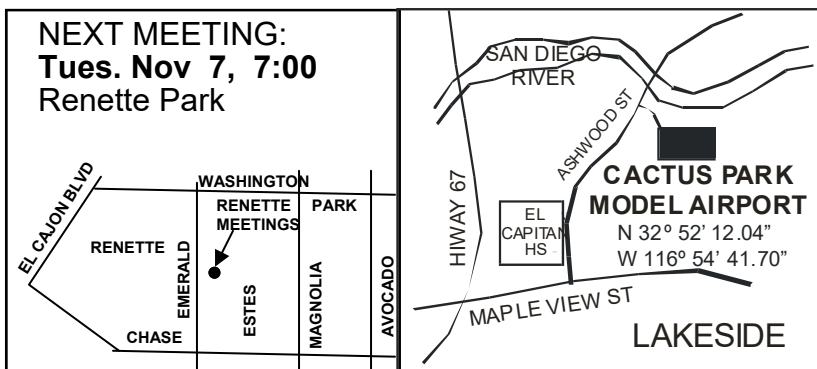 NEXT MEETING:
Tues. Nov 7, 7:00
Renette Park
EL CAJON BLVD
WASHINGTON
RENETTE
MEETINGS
PARK
RENETTE
EMERALD
ESTES
MAGNOLIA
AVOCADO
CHASE
SAN DIEGO
RIVER
ASHWOOD ST
HIWAY 67
EL
CAPITAN
HS
CACTUS PARK
MODEL AIRPORT
N 32º 52’ 12.04”
W 116º 54’ 41.70”
MAPLE VIEW ST
LAKESIDE